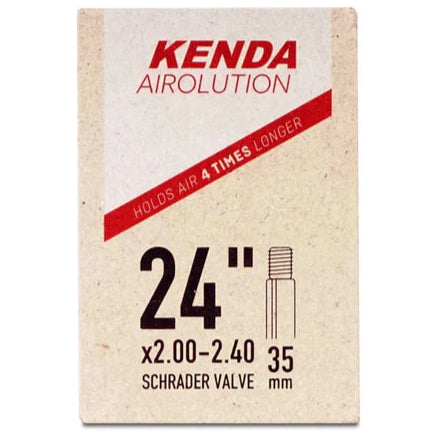 KENDA
AIROLUTION
HOLDS AIR 4 TIMES LONGER
24"
x2.00-2.40
SCHRADER VALVE
35
mm